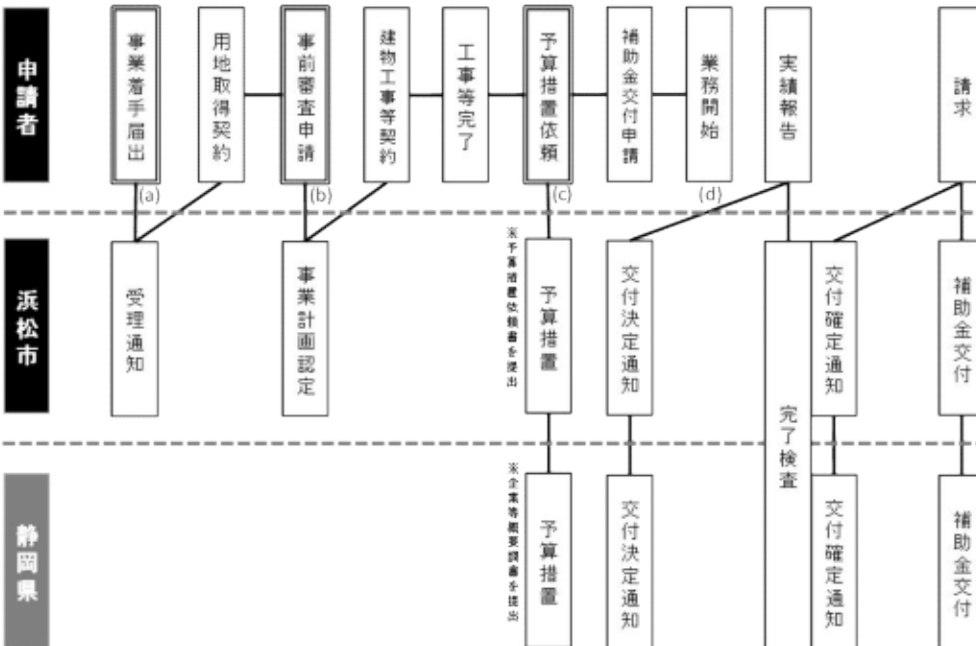 申請者
事業着手届出
用地取得契約
事前審査申請
建物工事等契約
工事等完了
予算措置依頼
補助金交付申請
業務開始
実績報告
請求
(a)
(b)
(c)
(d)
浜松市
受理通知
事業計画認定
※予算措置依頼書を提出
予算措置
交付決定通知
完了検査
交付確定通知
補助金交付
静岡県
※企業等概要調書を提出
予算措置
交付決定通知
交付確定通知
補助金交付